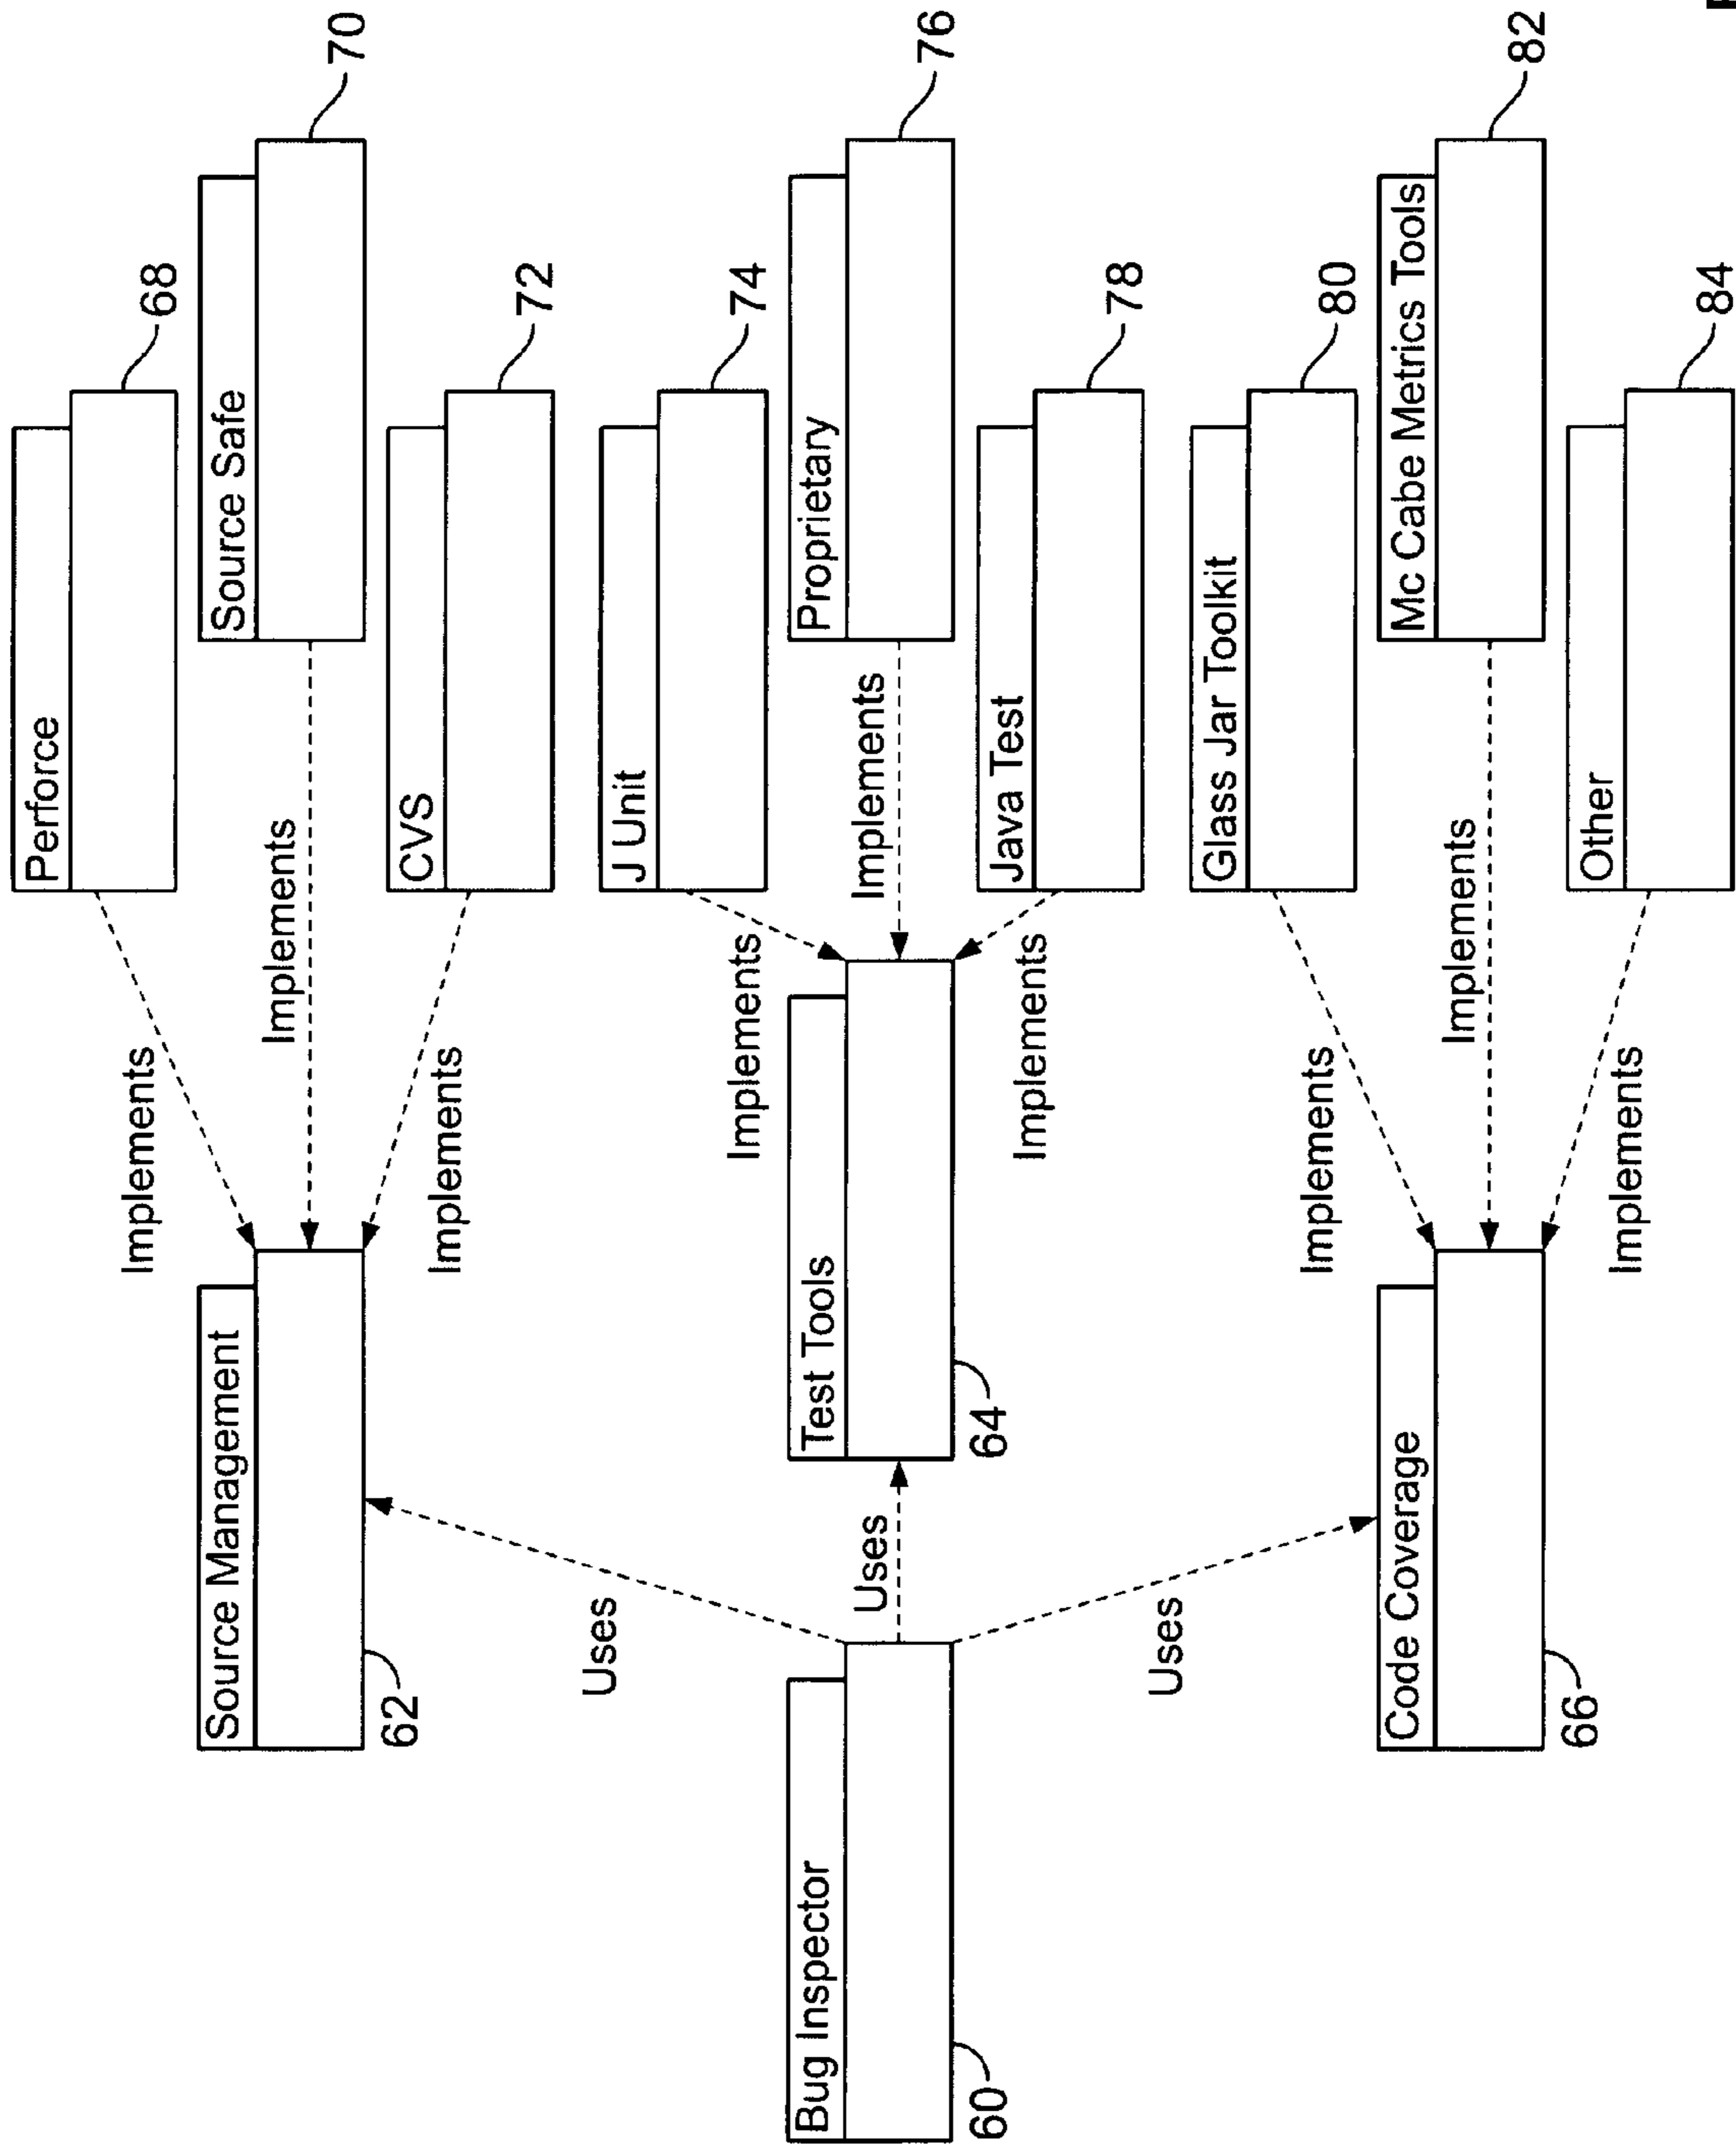 Perforce
68
Implements
Source Safe
70
Source Management
Implements
62
CVS
72
Implements
J Unit
74
Uses
Implements
Proprietary
76
Implements
Bug Inspector
60
Uses
Test Tools
64
Java Test
78
Implements
Uses
Glass Jar Toolkit
80
Implements
Mc Cabe Metrics Tools
82
Code Coverage
Implements
66
Other
84
Implements